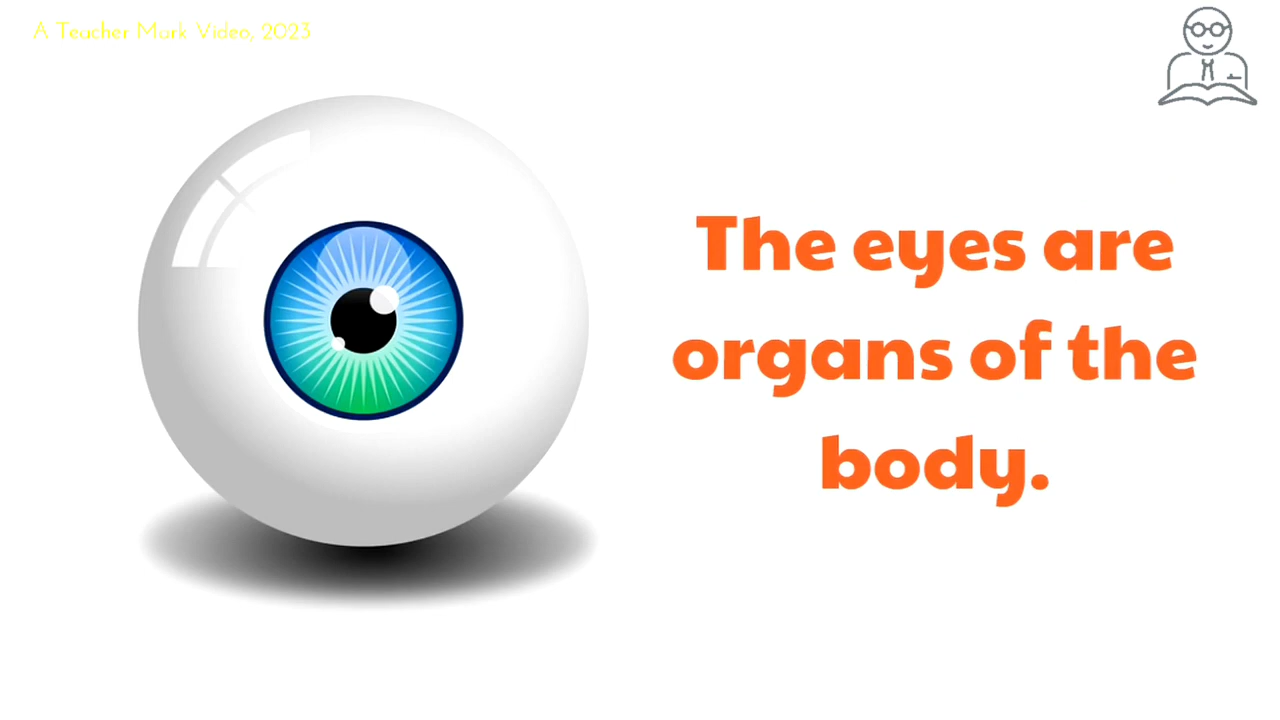 A Teacher Mark Video, 2023
The eyes are
organs of the
body.